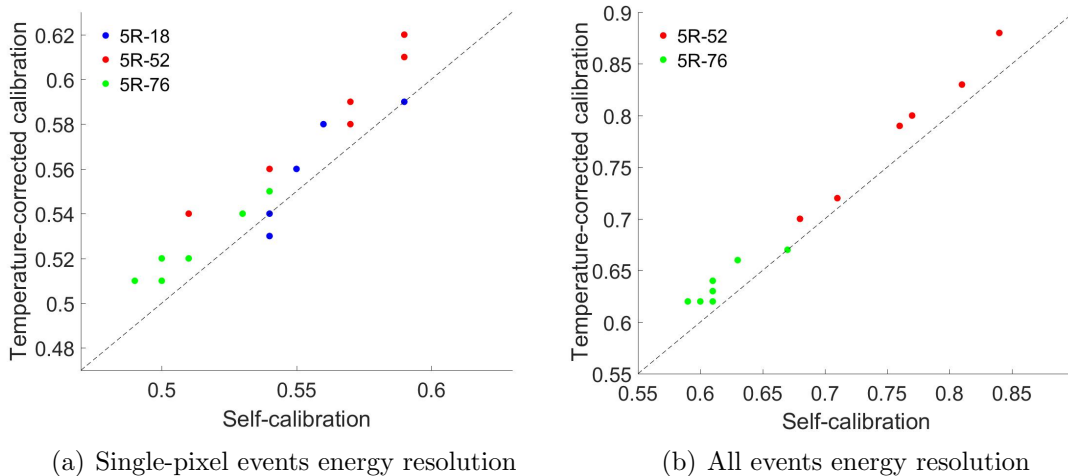 0.62
0.6
0.58
0.56
0.54
0.52
0.5
0.48
Temperature-corrected calibration
5R-18
5R-52
5R-76
0.5 0.55 0.6
Self-calibration
(a) Single-pixel events energy resolution
0.9
0.85
0.8
0.75
0.7
0.65
0.6
0.55
Temperature-corrected calibration
5R-52
5R-76
0.55 0.6 0.65 0.7 0.75 0.8 0.85
Self-calibration
(b) All events energy resolution